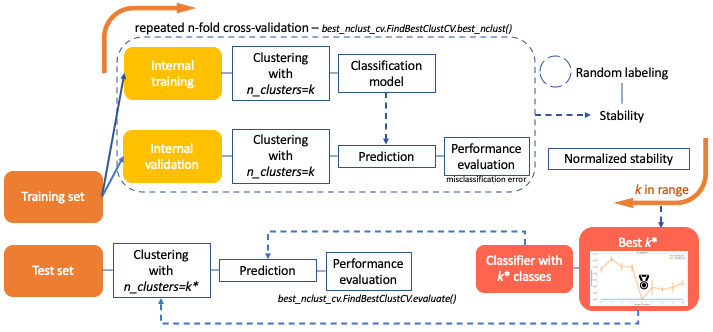 repeated n-fold cross-validation – best_nclust_cv.FindBestClustCV.best_nclust()
Internal
training
Clustering
with
n_clusters=k
Classification
model
Random labeling
Stability
Internal
validation
Clustering
with
n_clusters=k
Prediction
Performance
evaluation
misclassification error
Normalized stability
k in range
Training set
Test set
Clustering
with
n_clusters=k*
Prediction
Performance
evaluation
best_nclust_cv.FindBestClustCV.evaluate()
Classifier with
k* classes
Best k*